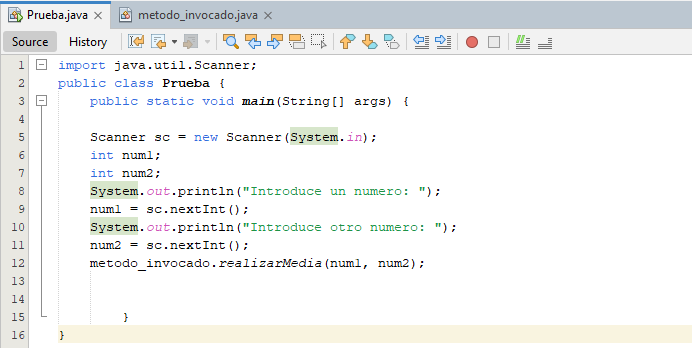 Prueba.java metodo_invocado.java
Source History
1 import java.util.Scanner;
2 public class Prueba {
3 public static void main(String[] args) {
4
5 Scanner sc = new Scanner(System.in);
6 int num1;
7 int num2;
8 System.out.println("Introduce un numero: ");
9 num1 = sc.nextInt();
10 System.out.println("Introduce otro numero: ");
11 num2 = sc.nextInt();
12 metodo_invocado.realizarMedia(num1, num2);
13
14
15 }
16 }